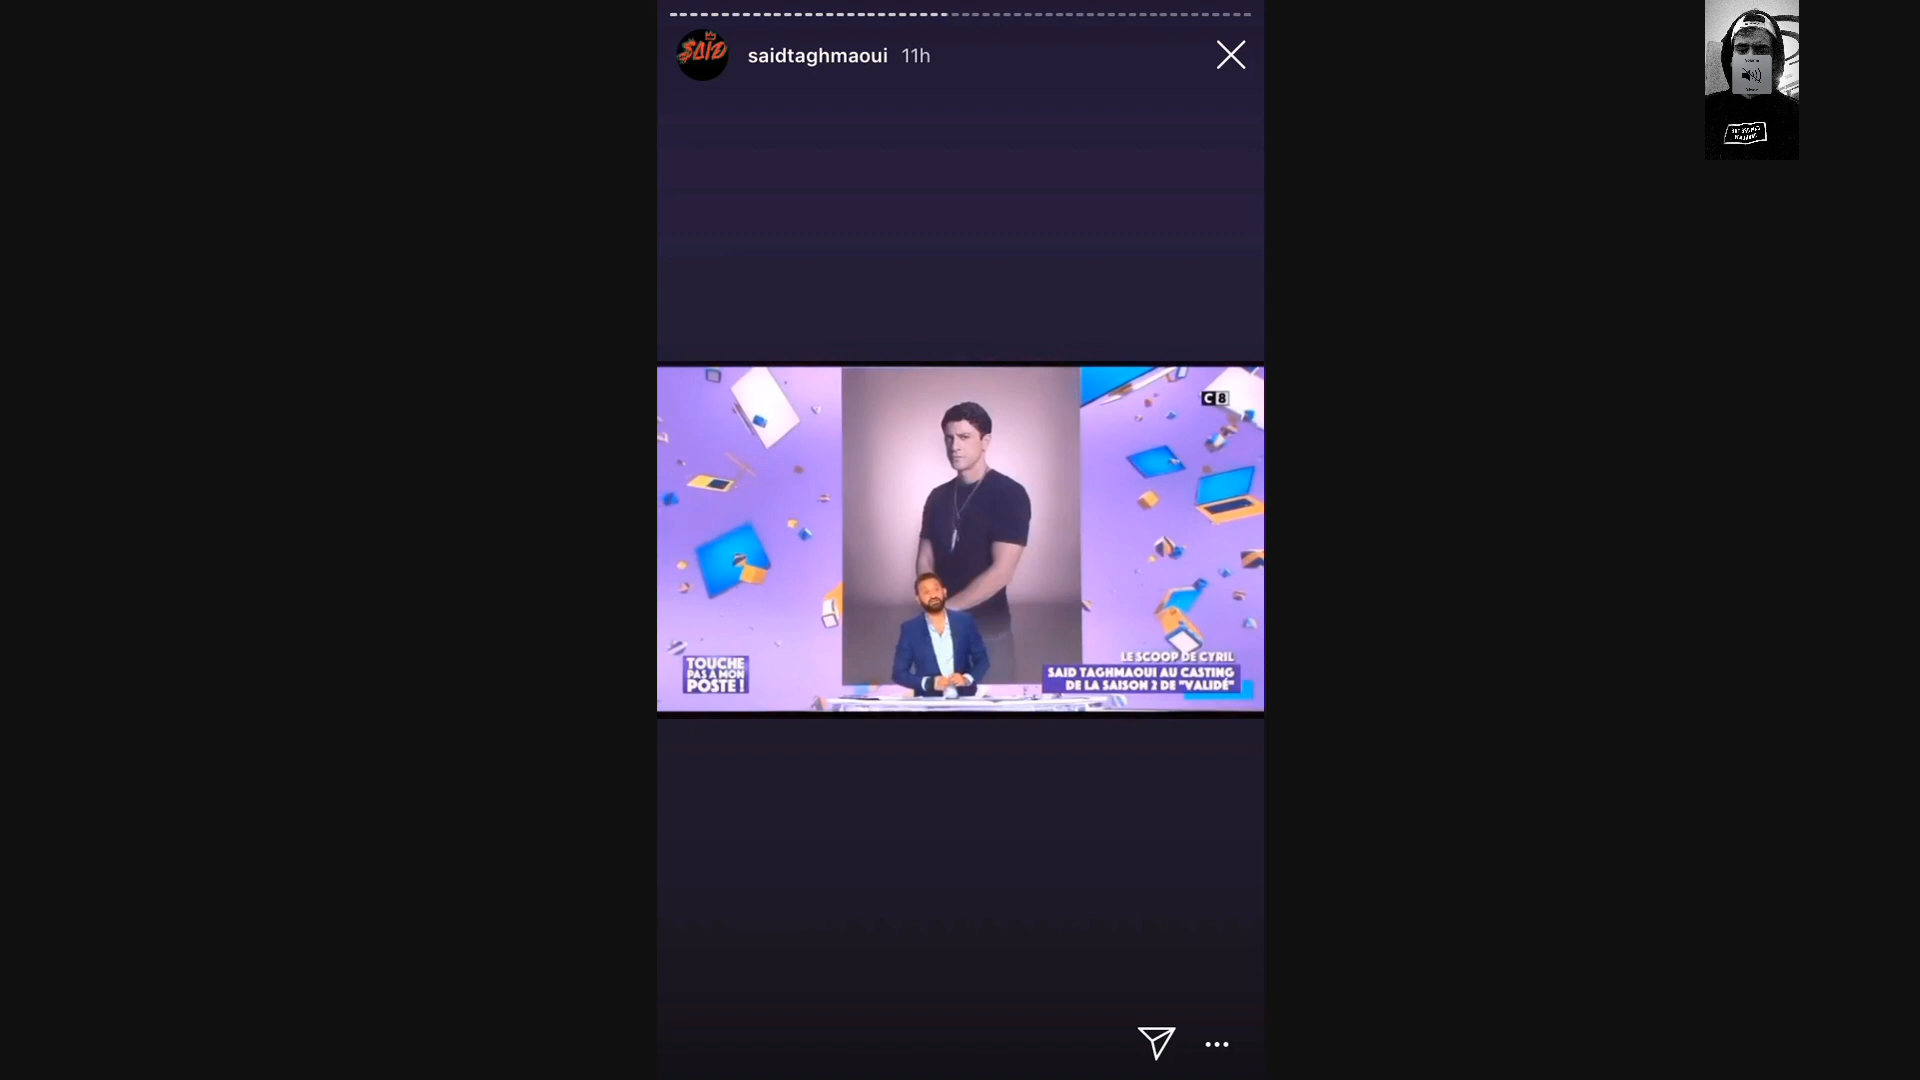 SAID
saidtaghmaoui 11h
C8
TOUCHE
PAS À MON
POSTE !
LE SCOOP DE CYRIL
SAID TAGHMAOUI AU CASTING
DE LA SAISON 2 DE "VALIDÉ"